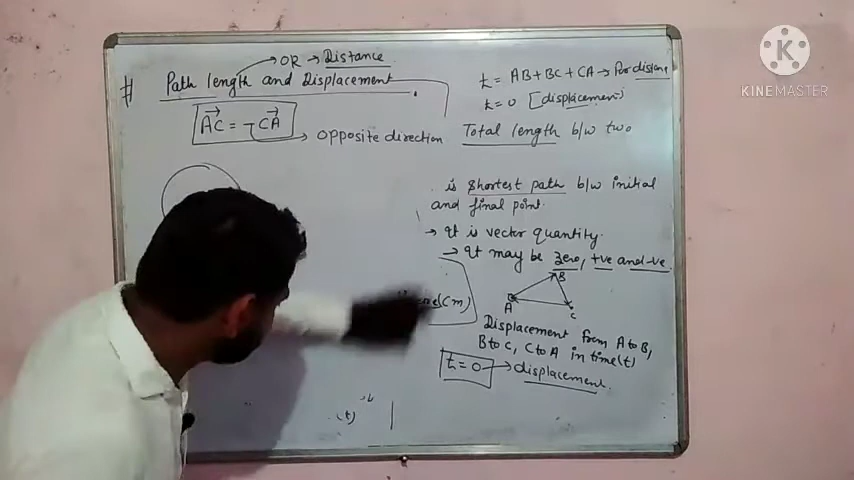 → OR → Distance
# Path length and Displacement.
AC = -CA
→ opposite direction
t = AB+BC+CA → For distance
t = 0 [displacement]
Total length b/w two
is shortest path b/w initial
and final point.
→ It is vector quantity.
→ It may be zero, +ve and -ve
(cm)
B
A
C
Displacement from A to B,
B to C, C to A in time(t)
t = 0 → displacement.
(t)
K
KINEMASTER